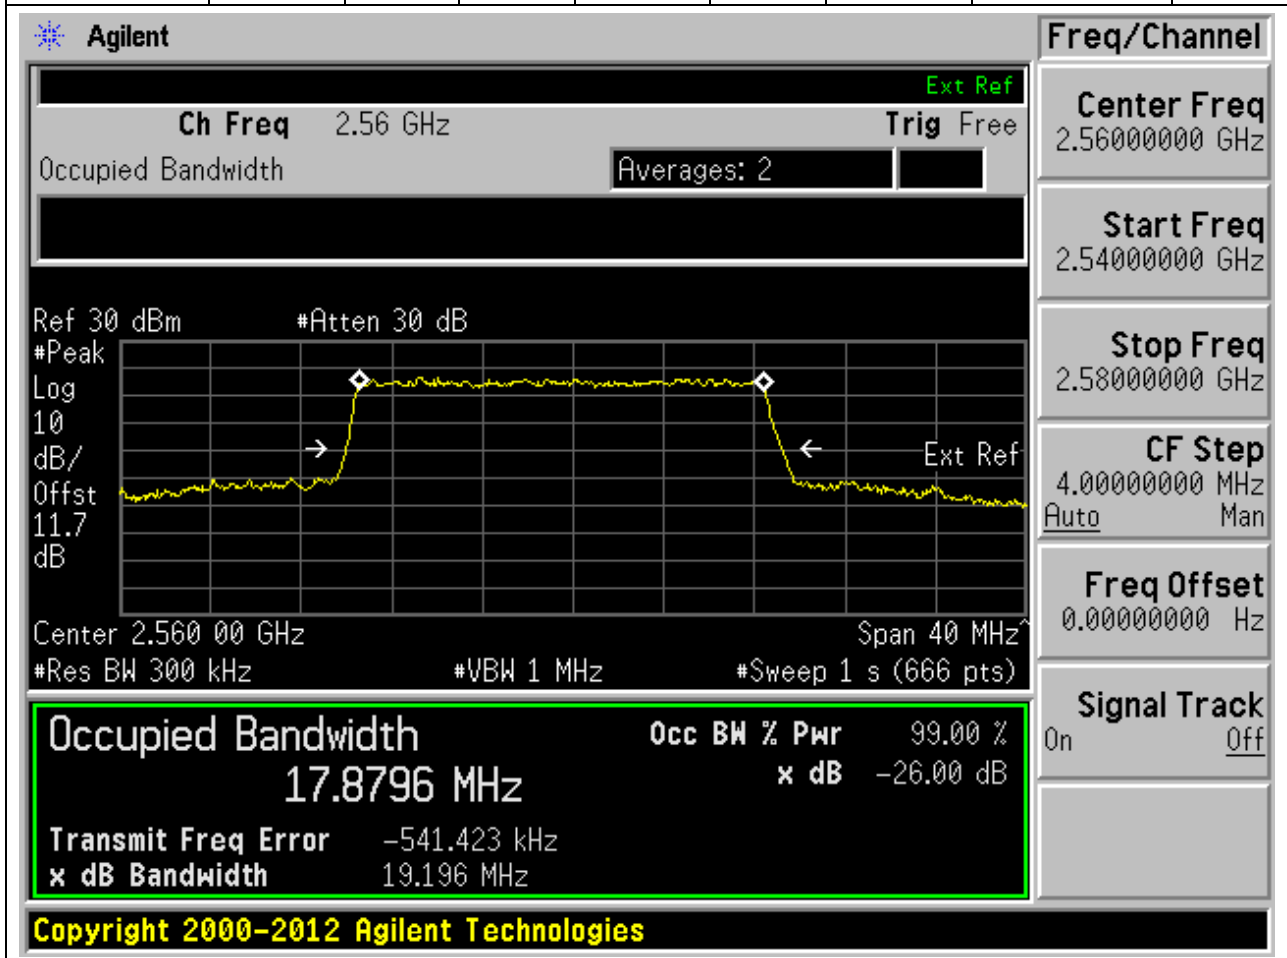 Agilent
Freq/Channel
Ext Ref
Ch Freq 2.56 GHz Trig Free
Occupied Bandwidth Averages: 2
Center Freq
2.56000000 GHz
Start Freq
2.54000000 GHz
Stop Freq
2.58000000 GHz
CF Step
4.00000000 MHz
Auto Man
Freq Offset
0.00000000 Hz
Signal Track
On Off
Ref 30 dBm #Atten 30 dB
#Peak
Log
10
dB/
Offst
11.7
dB
Ext Ref
Center 2.560 00 GHz Span 40 MHz^
#Res BW 300 kHz #VBW 1 MHz #Sweep 1 s (666 pts)
Occupied Bandwidth Occ BW % Pwr 99.00 %
17.8796 MHz x dB -26.00 dB
Transmit Freq Error -541.423 kHz
x dB Bandwidth 19.196 MHz
Copyright 2000-2012 Agilent Technologies